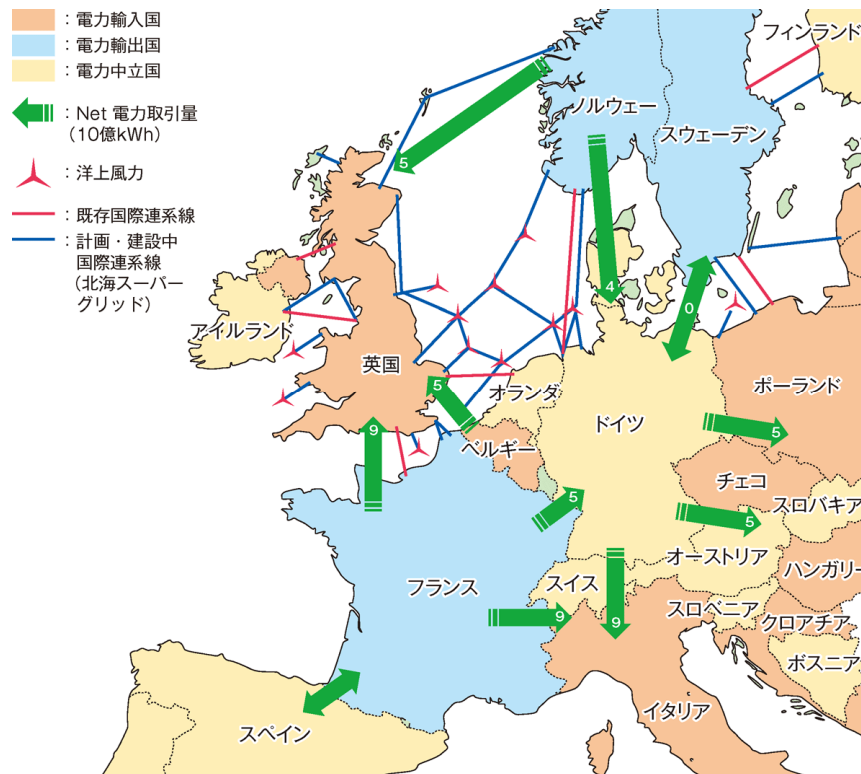 ：電力輸入国
：電力輸出国
：電力中立国
：Net 電力取引量
（10億kWh）
：洋上風力
：既存国際連系線
：計画・建設中
国際連系線
（北海スーパー
グリッド）
フィンランド
ノルウェー
スウェーデン
5
4
0
アイルランド
英国
5
オランダ
ポーランド
ドイツ
5
9
ベルギー
チェコ
スロバキア
5
5
オーストリア
ハンガリー
フランス
スイス
スロベニア
クロアチア
9
9
ボスニア
イタリア
スペイン